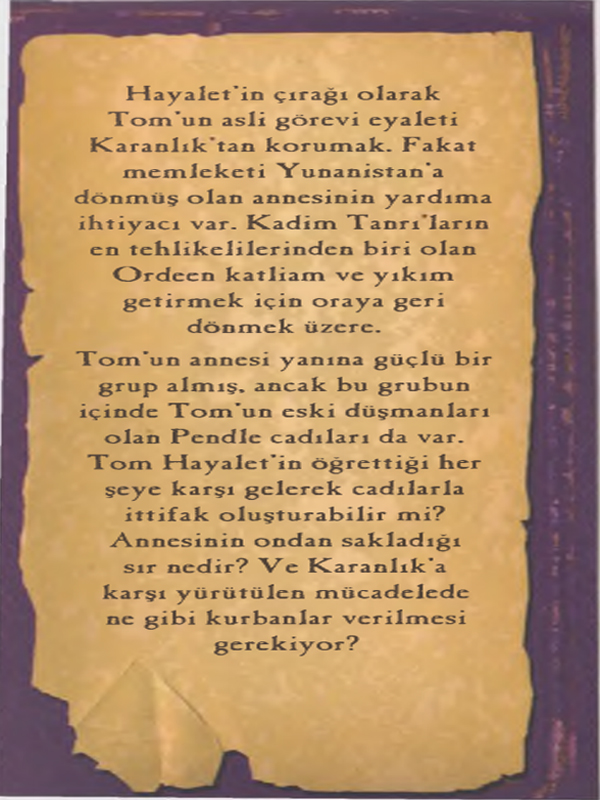 Hayalet'in çırağı olarak
Tom'un asli görevi eyaleti
Karanlık'tan korumak. Fakat
memleketi Yunanistan'a
dönmüş olan annesinin yardıma
ihtiyacı var. Kadim Tanrı'ların
en tehlikelilerinden biri olan
Ordeen katliam ve yıkım
getirmek için oraya geri
dönmek üzere.
Tom'un annesi yanına güçlü bir
grup almış, ancak bu grubun
içinde Tom'un eski düşmanları
olan Pendle cadıları da var.
Tom Hayalet'in öğrettiği her
şeye karşı gelerek cadılarla
ittifak oluşturabilir mi?
Annesinin ondan sakladığı
sır nedir? Ve Karanlık'a
karşı yürütülen mücadelede
ne gibi kurbanlar verilmesi
gerekiyor?